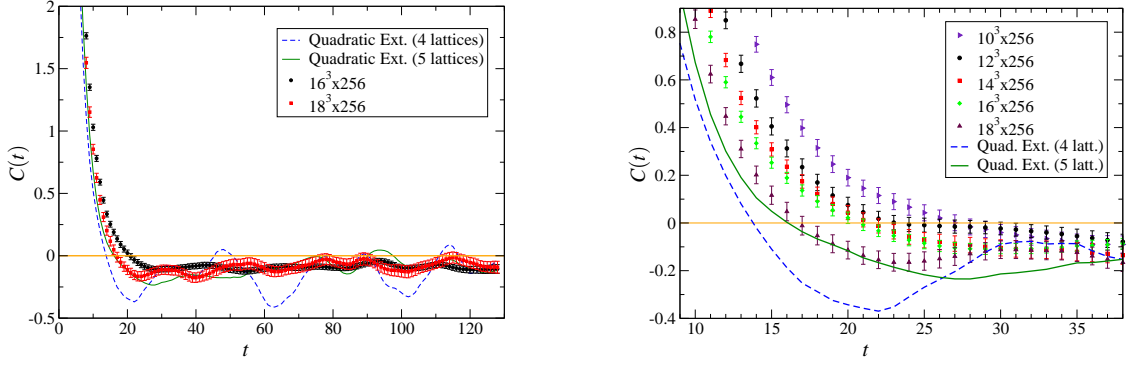 2
1.5
1
0.5
0
-0.5
C(t)
0
20
40
60
80
100
120
t
Quadratic Ext. (4 lattices)
Quadratic Ext. (5 lattices)
16³x256
18³x256
0.8
0.6
0.4
0.2
0
-0.2
-0.4
C(t)
10
15
20
25
30
35
t
10³x256
12³x256
14³x256
16³x256
18³x256
Quad. Ext. (4 latt.)
Quad. Ext. (5 latt.)